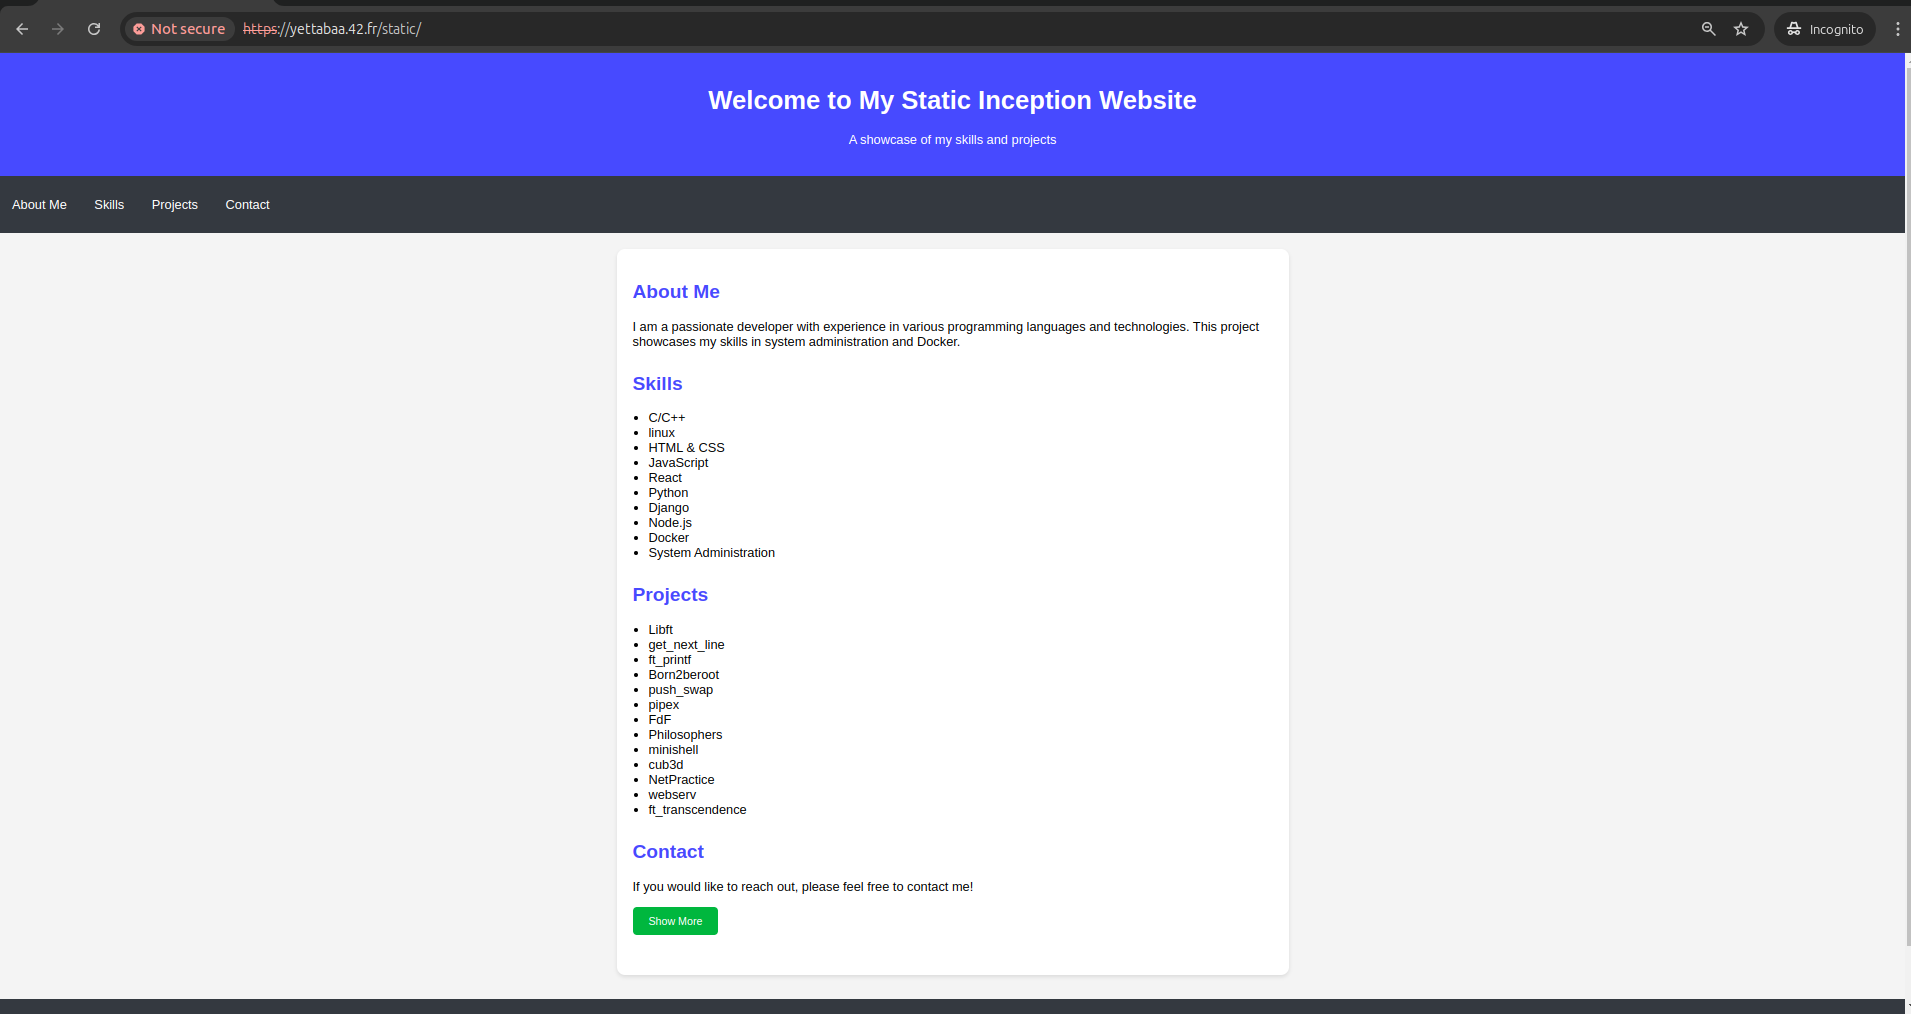 Not secure https://yettabaa.42.fr/static/ Incognito
Welcome to My Static Inception Website
A showcase of my skills and projects
About Me Skills Projects Contact
About Me
I am a passionate developer with experience in various programming languages and technologies. This project
showcases my skills in system administration and Docker.
Skills
C/C++
linux
HTML & CSS
JavaScript
React
Python
Django
Node.js
Docker
System Administration
Projects
Libft
get_next_line
ft_printf
Born2beroot
push_swap
pipex
FdF
Philosophers
minishell
cub3d
NetPractice
webserv
ft_transcendence
Contact
If you would like to reach out, please feel free to contact me!
Show More